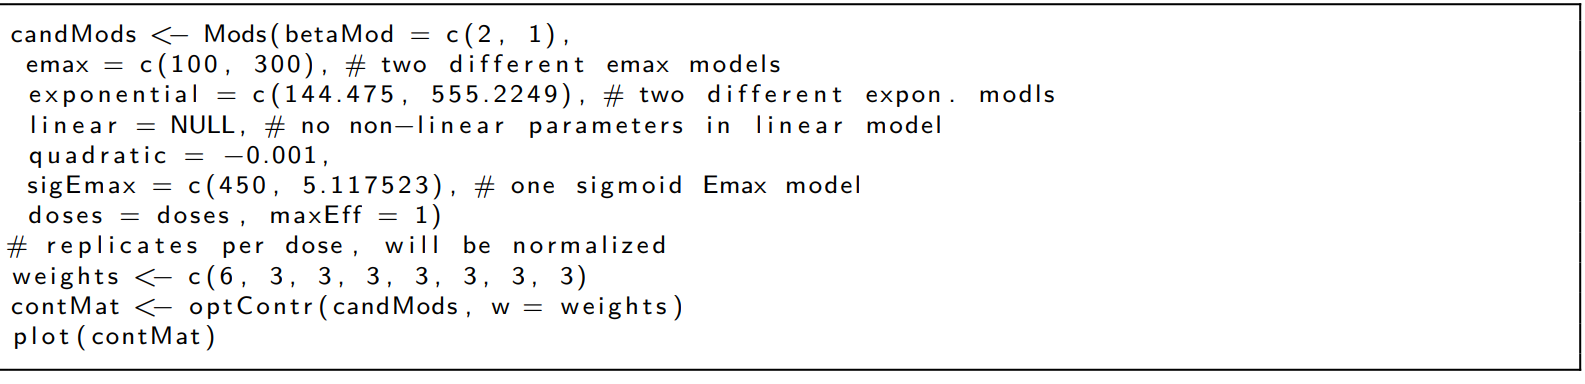 candMods <− Mods(betaMod = c(2, 1),
emax = c(100, 300), # two different emax models
exponential = c(144.475, 555.2249), # two different expon. modls
linear = NULL, # no non−linear parameters in linear model
quadratic = −0.001,
sigEmax = c(450, 5.117523), # one sigmoid Emax model
doses = doses, maxEff = 1)
# replicates per dose, will be normalized
weights <− c(6, 3, 3, 3, 3, 3, 3, 3)
contMat <− optContr(candMods, w = weights)
plot(contMat)